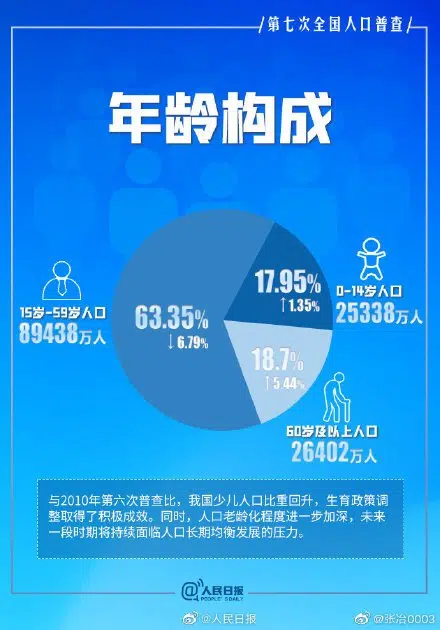 第七次全国人口普查
年龄构成
17.95%
↑1.35%
0-14岁人口
25338万人
15岁-59岁人口
89438万人
63.35%
↓6.79%
18.7%
↑5.44%
60岁及以上人口
26402万人
与2010年第六次普查比，我国少儿人口比重回升，生育政策调
整取得了积极成效。同时，人口老龄化程度进一步加深，未来
一段时期将持续面临人口长期均衡发展的压力。
@人民日报
PEOPLE'S DAILY
@人民日报
@张冶0003